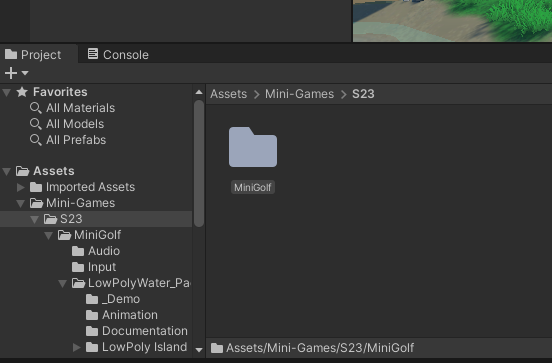 Project
Console
Favorites
All Materials
All Models
All Prefabs
Assets
Imported Assets
Mini-Games
S23
MiniGolf
Audio
Input
LowPolyWater_Pa
_Demo
Animation
Documentation
LowPoly Island
Assets > Mini-Games > S23
MiniGolf
Assets/Mini-Games/S23/MiniGolf